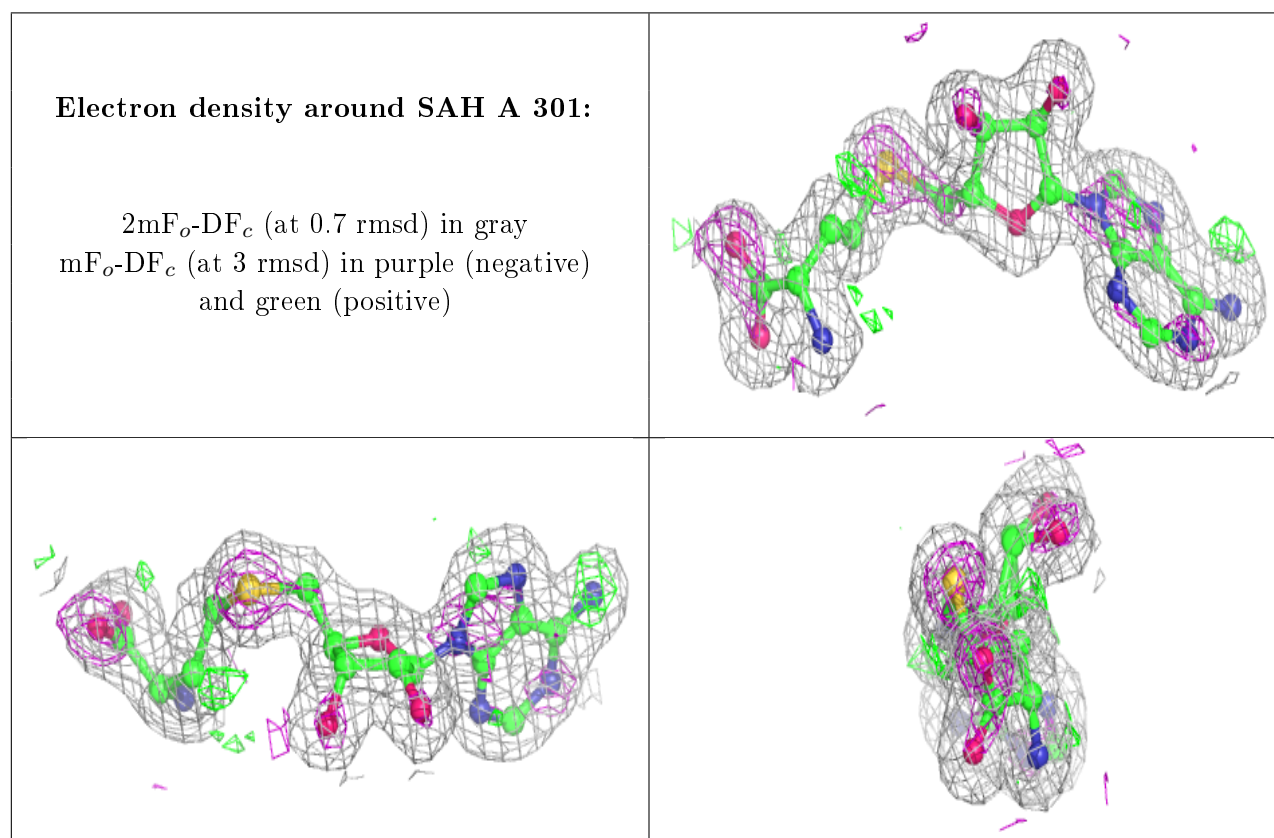 Electron density around SAH A 301:
2mFₒ-DF𝒸 (at 0.7 rmsd) in gray
mFₒ-DF𝒸 (at 3 rmsd) in purple (negative)
and green (positive)